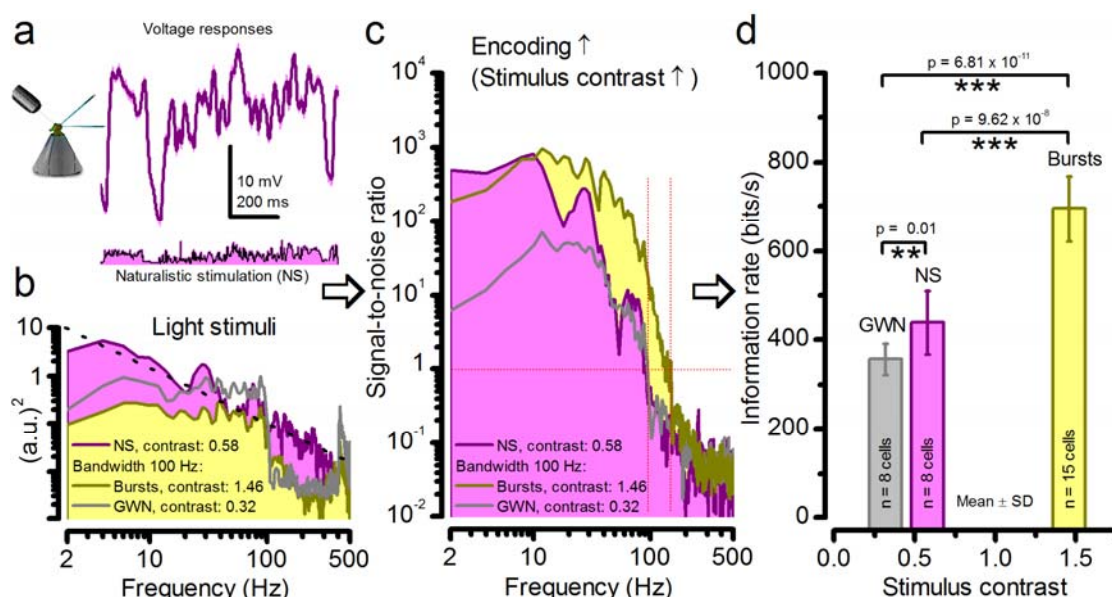 a
Voltage responses
10 mV
200 ms
Naturalistic stimulation (NS)
b
Light stimuli
10
1
(a.u.)²
NS, contrast: 0.58
Bandwidth 100 Hz:
Bursts, contrast: 1.46
GWN, contrast: 0.32
2
10
100
500
Frequency (Hz)
c
Encoding ↑
(Stimulus contrast ↑ )
Signal-to-noise ratio
10⁴
10³
10²
10
1
10⁻¹
10⁻²
NS, contrast: 0.58
Bandwidth 100 Hz:
Bursts, contrast: 1.46
GWN, contrast: 0.32
2
10
100
500
Frequency (Hz)
d
p = 6.81 x 10⁻¹¹
***
p = 9.62 x 10⁻⁸
***
Bursts
p = 0.01
**
NS
GWN
Information rate (bits/s)
1000
800
600
400
200
0
n = 8 cells
n = 8 cells
Mean ± SD
n = 15 cells
0.0
0.5
1.0
1.5
Stimulus contrast